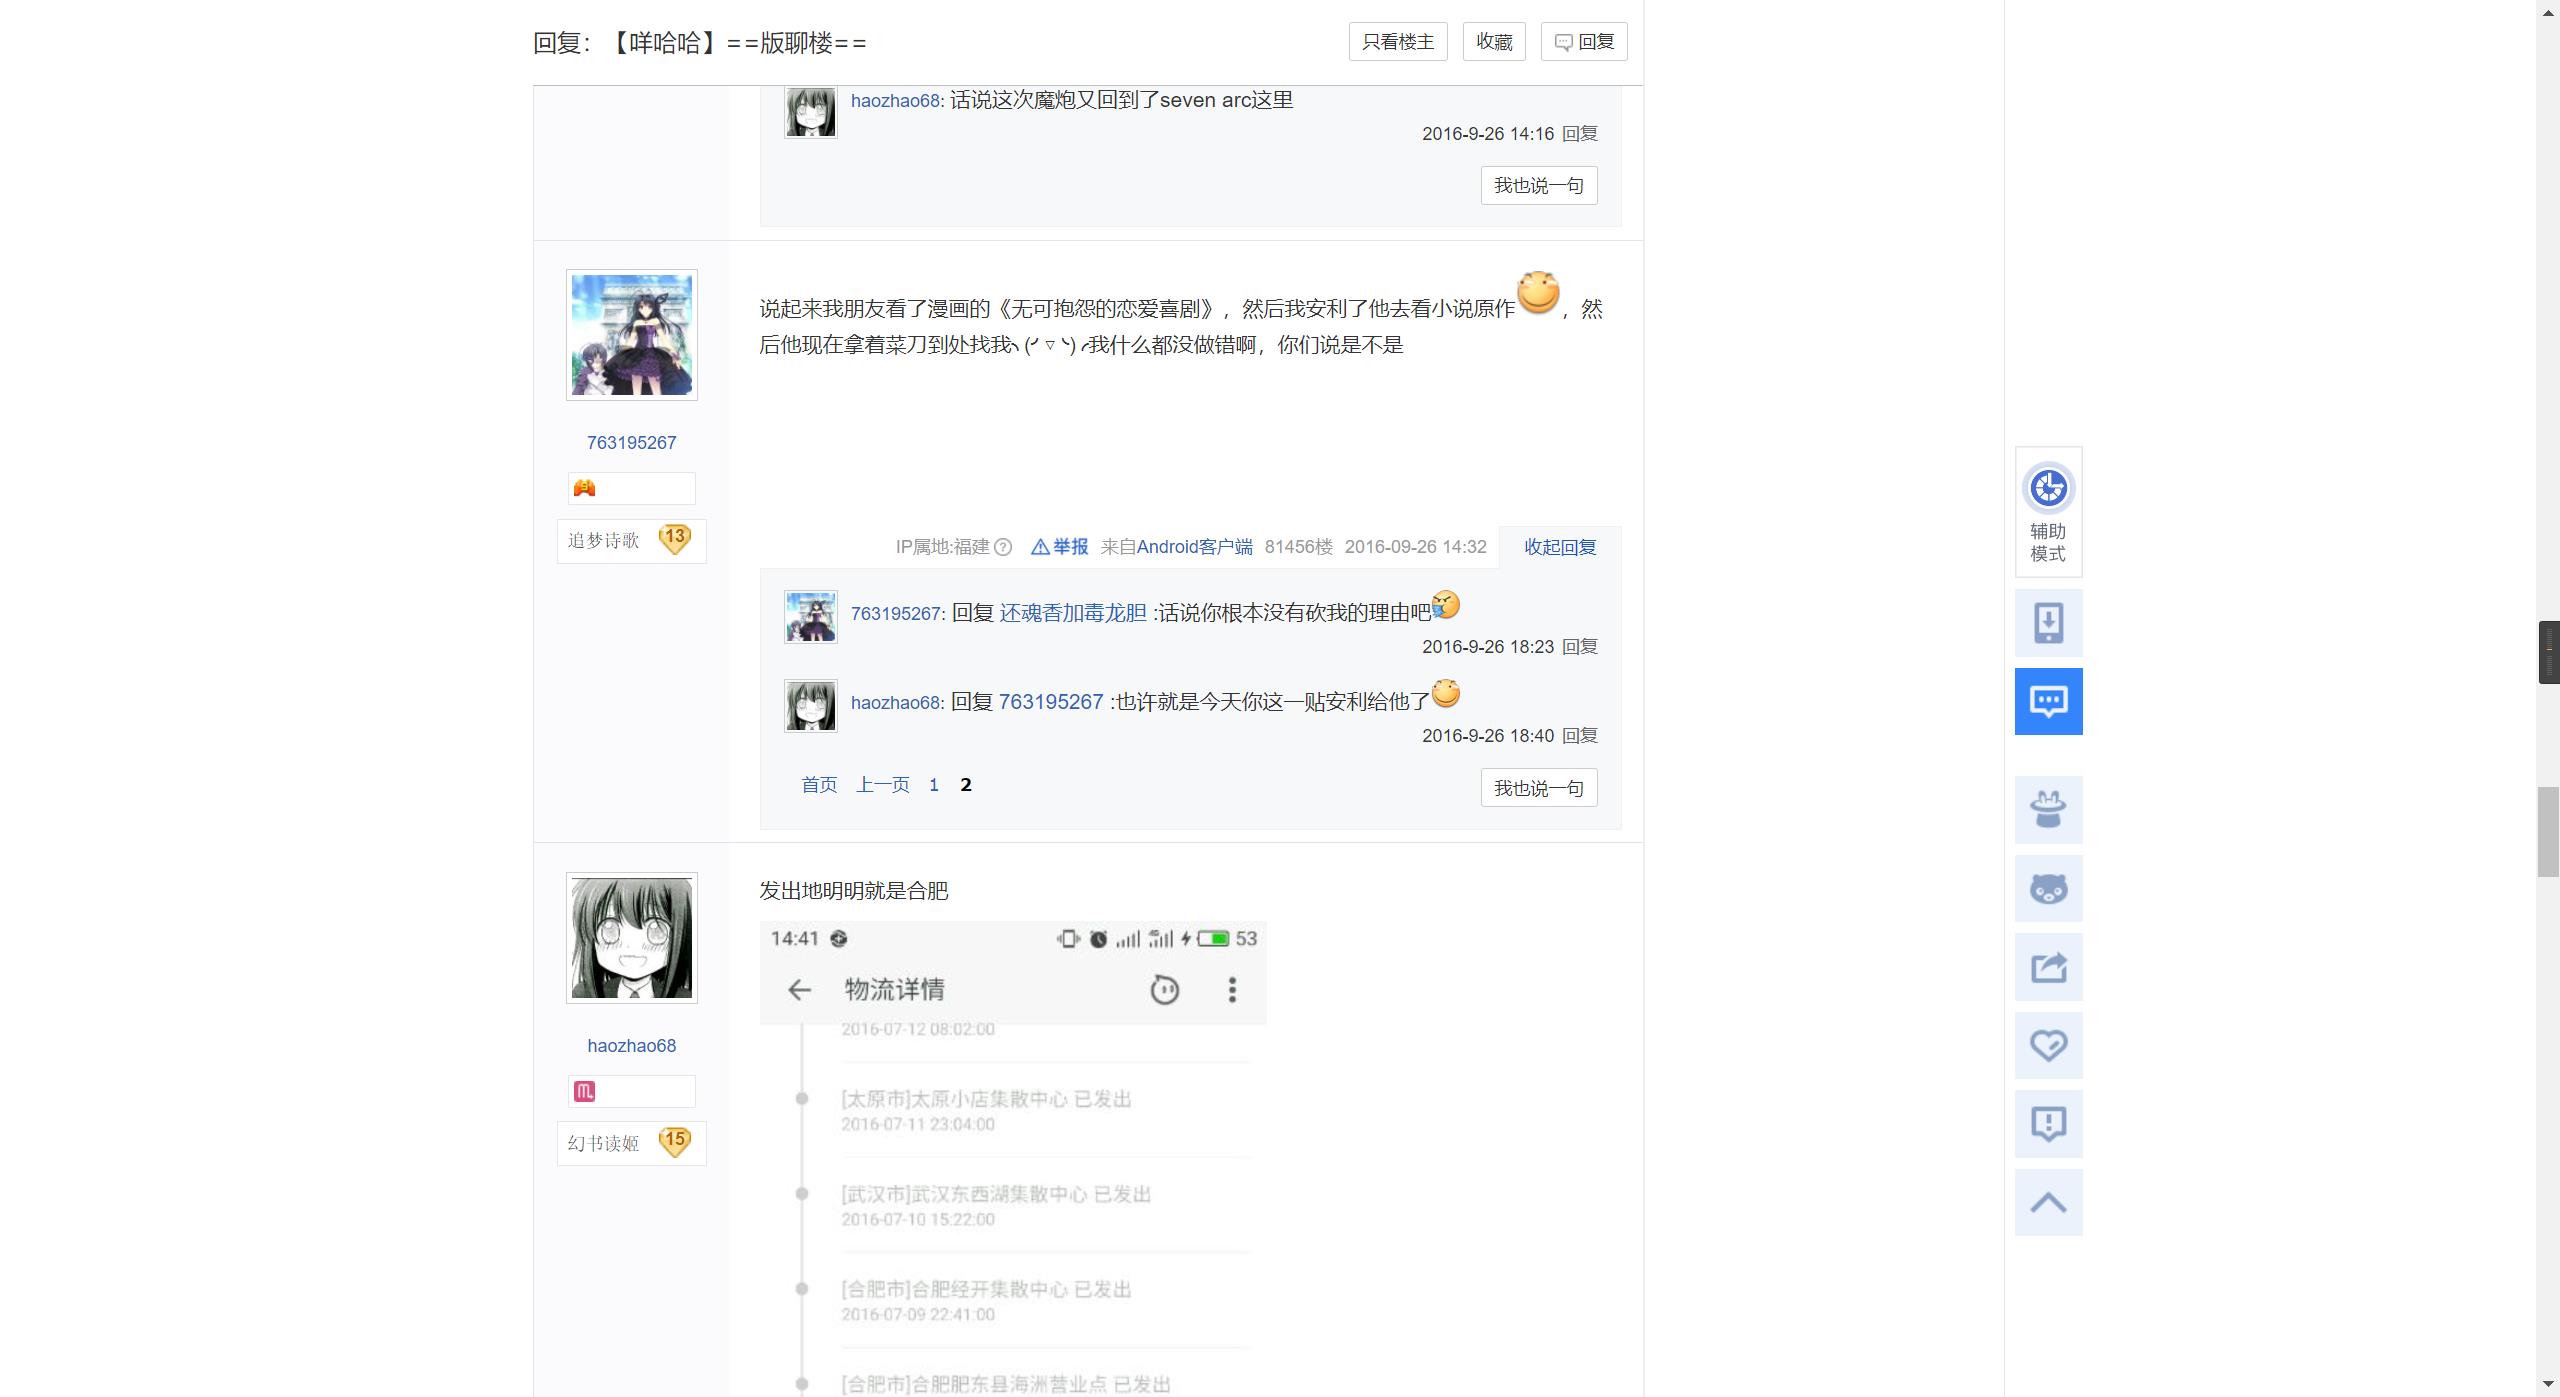 回复：【咩哈哈】==版聊楼==
只看楼主
收藏
回复
haozhao68: 话说这次魔炮又回到了seven arc这里
2016-9-26 14:16 回复
我也说一句
说起来我朋友看了漫画的《无可抱怨的恋爱喜剧》，然后我安利了他去看小说原作，然
后他现在拿着菜刀到处找我╮(╯▽╰)╭我什么都没做错啊，你们说是不是
763195267
追梦诗歌 13
IP属地:福建 举报 来自Android客户端 81456楼 2016-09-26 14:32 收起回复
763195267: 回复 还魂香加毒龙胆 :话说你根本没有砍我的理由吧
2016-9-26 18:23 回复
haozhao68: 回复 763195267 :也许就是今天你这一贴安利给他了
2016-9-26 18:40 回复
首页 上一页 1 2
我也说一句
发出地明明就是合肥
haozhao68
幻书读姬 15
14:41
53
物流详情
2016-07-12 08:02:00
[太原市]太原小店集散中心 已发出
2016-07-11 23:04:00
[武汉市]武汉东西湖集散中心 已发出
2016-07-10 15:22:00
[合肥市]合肥经开集散中心 已发出
2016-07-09 22:41:00
[合肥市]合肥肥东县海洲营业点 已发出
辅助
模式